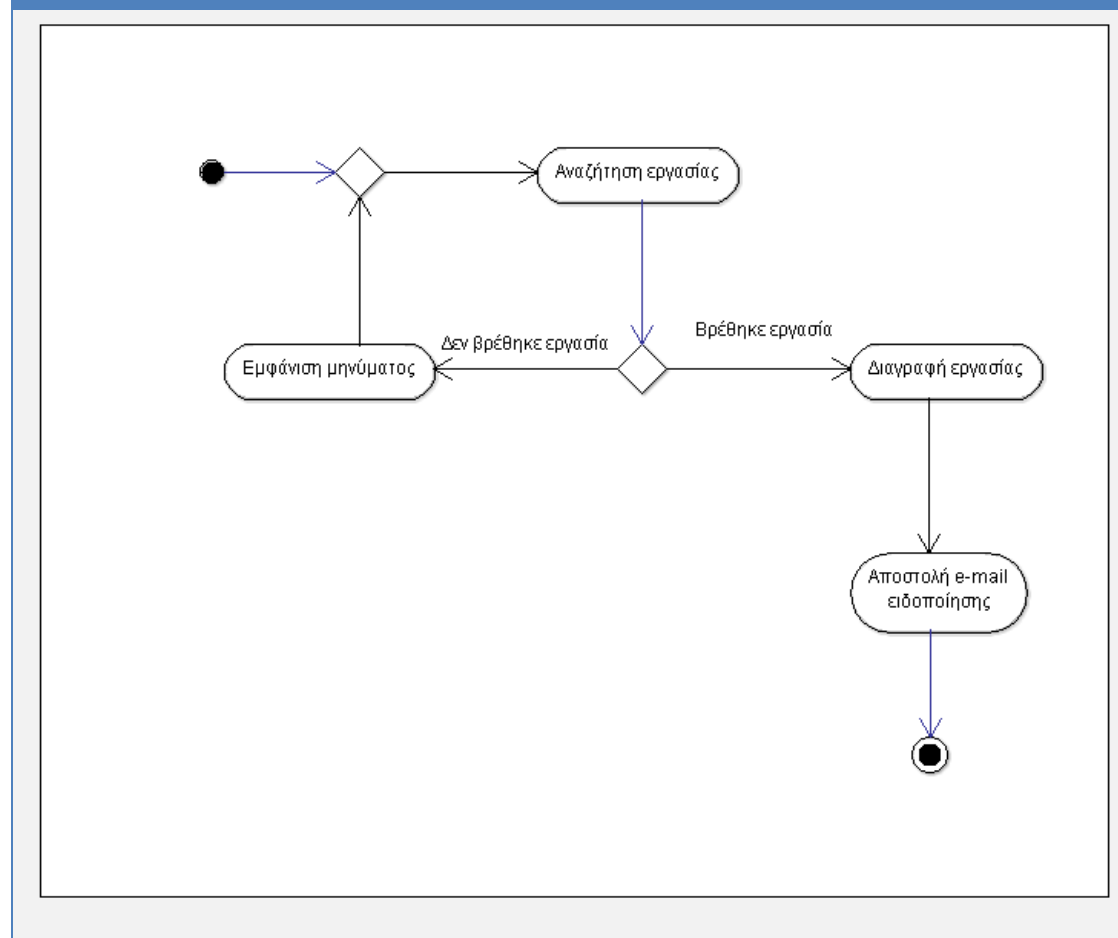 Αναζήτηση εργασίας
Δεν βρέθηκε εργασία
Βρέθηκε εργασία
Εμφάνιση μηνύματος
Διαγραφή εργασίας
Αποστολή e-mail
ειδοποίησης